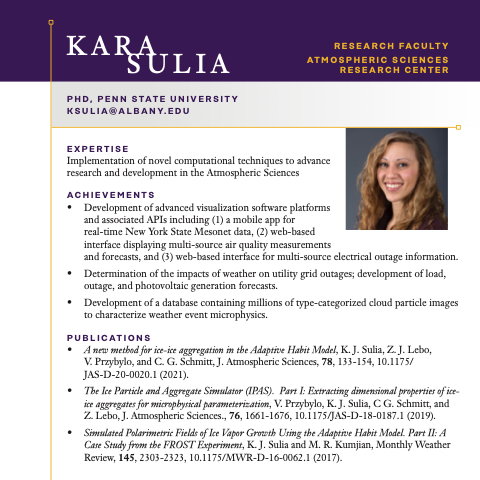 KARA
SULIA
RESEARCH FACULTY
ATMOSPHERIC SCIENCES
RESEARCH CENTER
PHD, PENN STATE UNIVERSITY
KSULIA@ALBANY.EDU
EXPERTISE
Implementation of novel computational techniques to advance
research and development in the Atmospheric Sciences
ACHIEVEMENTS
• Development of advanced visualization software platforms
and associated APIs including (1) a mobile app for
real-time New York State Mesonet data, (2) web-based
interface displaying multi-source air quality measurements
and forecasts, and (3) web-based interface for multi-source electrical outage information.
• Determination of the impacts of weather on utility grid outages; development of load,
outage, and photovoltaic generation forecasts.
• Development of a database containing millions of type-categorized cloud particle images
to characterize weather event microphysics.
PUBLICATIONS
• A new method for ice-ice aggregation in the Adaptive Habit Model, K. J. Sulia, Z. J. Lebo,
V. Przybylo, and C. G. Schmitt, J. Atmospheric Sciences, 78, 133-154, 10.1175/
JAS-D-20-0020.1 (2021).
• The Ice Particle and Aggregate Simulator (IPAS). Part I: Extracting dimensional properties of ice-
ice aggregates for microphysical parameterization, V. Przybylo, K. J. Sulia, C G. Schmitt, and
Z. Lebo, J. Atmospheric Sciences., 76, 1661-1676, 10.1175/JAS-D-18-0187.1 (2019).
• Simulated Polarimetric Fields of Ice Vapor Growth Using the Adaptive Habit Model. Part II: A
Case Study from the FROST Experiment, K. J. Sulia and M. R. Kumjian, Monthly Weather
Review, 145, 2303-2323, 10.1175/MWR-D-16-0062.1 (2017).